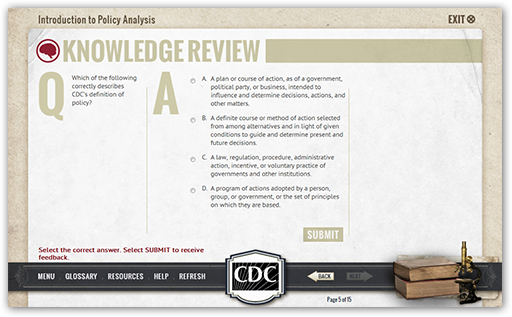 Introduction to Policy Analysis
EXIT
KNOWLEDGE REVIEW
Q
Which of the following
correctly describes
CDC's definition of
policy?
A
A. A plan or course of action, as of a government,
political party, or business, intended to
influence and determine decisions, actions, and
other matters.
B. A definite course or method of action selected
from among alternatives and in light of given
conditions to guide and determine present and
future decisions.
C. A law, regulation, procedure, administrative
action, incentive, or voluntary practice of
governments and other institutions.
D. A program of actions adopted by a person,
group, or government, or the set of principles
on which they are based.
SUBMIT
Select the correct answer. Select SUBMIT to receive
feedback.
MENU GLOSSARY RESOURCES HELP REFRESH
CDC
BACK
NEXT
Page 5 of 15